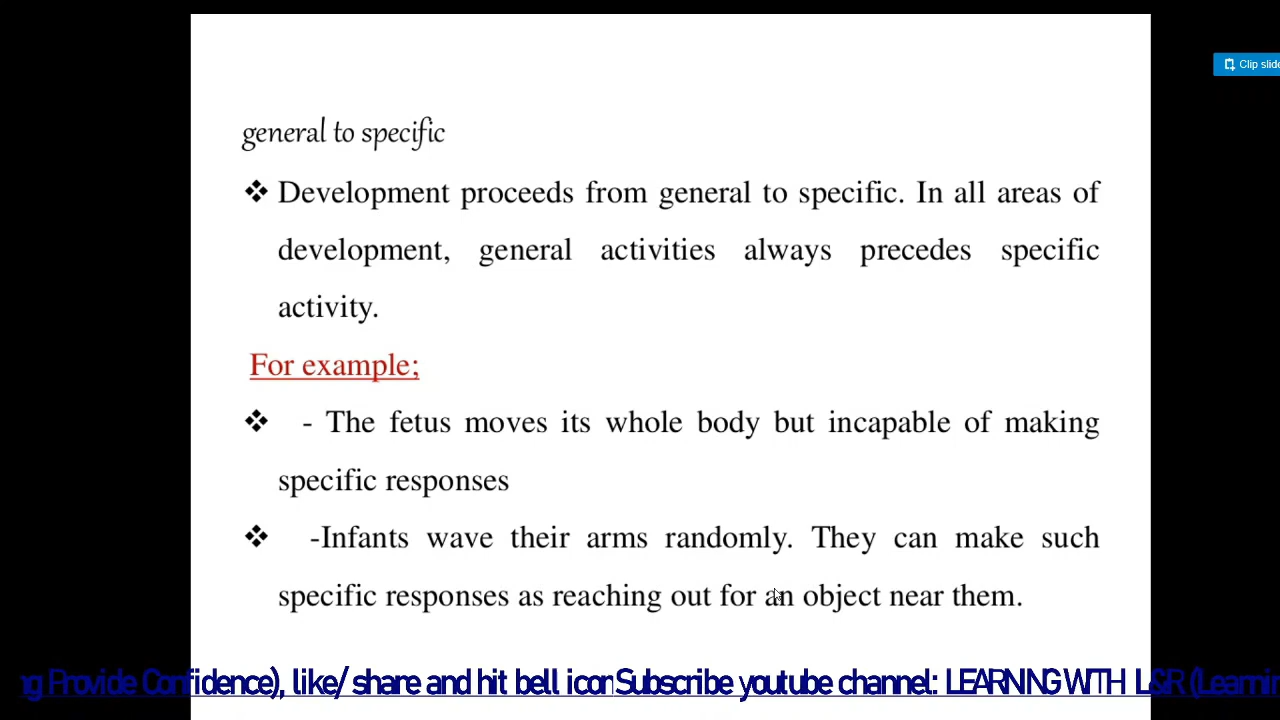 Clip slide
general to specific
❖ Development proceeds from general to specific. In all areas of
development, general activities always precedes specific
activity.
For example;
❖ - The fetus moves its whole body but incapable of making
specific responses
❖ -Infants wave their arms randomly. They can make such
specific responses as reaching out for an object near them.
ng Provide Confidence), like/ share and hit bell icon Subscribe youtube channel: LEARNING WITH L&R (Learnin